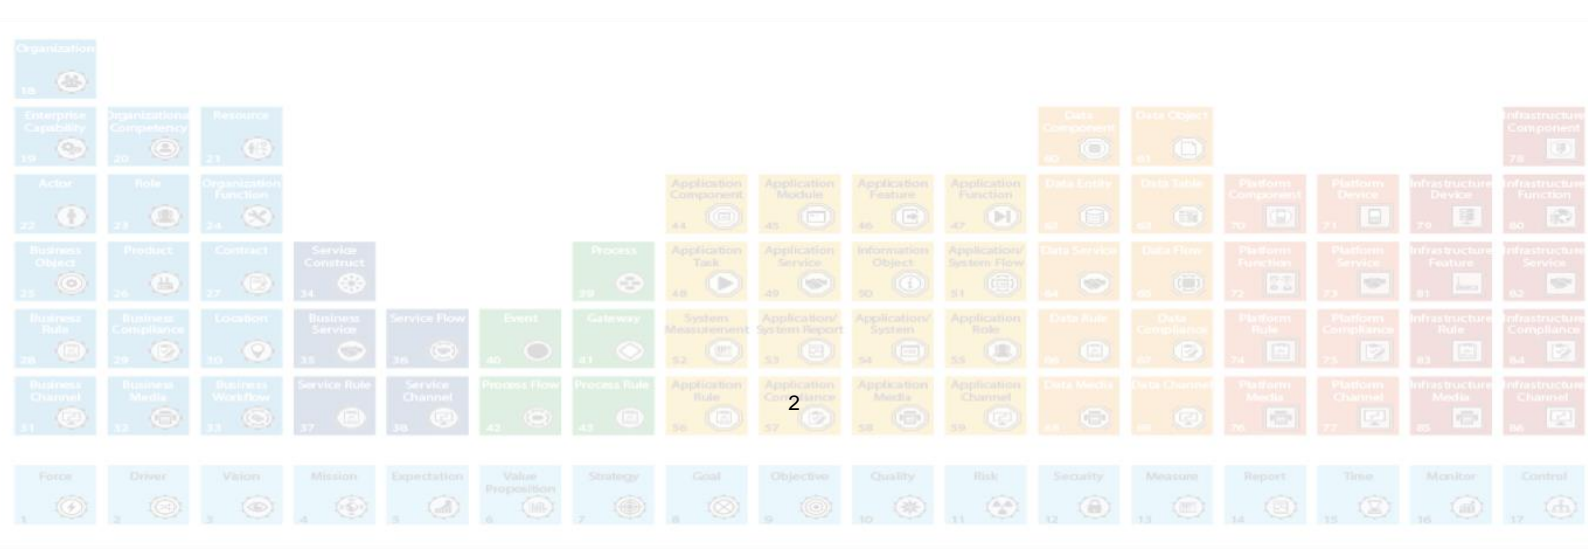 Organization
18
Enterprise Capability
19
Organizational Competency
20
Resource
21
Data Component
60
Data Object
61
Infrastructure Component
78
Actor
22
Role
23
Organization Function
24
Application Component
44
Application Module
45
Application Feature
46
Application Function
47
Data Entity
62
Data Table
63
Platform Component
70
Platform Device
71
Infrastructure Device
79
Infrastructure Function
80
Business Object
25
Product
26
Contract
27
Service Construct
34
Process
39
Application Task
48
Application Service
49
Information Object
50
Application/ System Flow
51
Data Service
64
Data Flow
65
Platform Function
72
Platform Service
73
Infrastructure Feature
81
Infrastructure Service
82
Business Rule
28
Business Compliance
29
Location
30
Business Service
35
Service Flow
36
Event
40
Gateway
41
System Measurement
52
Application/ System Report
53
Application/ System
54
Application Role
55
Data Rule
66
Data Compliance
67
Platform Rule
74
Platform Compliance
75
Infrastructure Rule
83
Infrastructure Compliance
84
Business Channel
31
Business Media
32
Business Workflow
33
Service Rule
37
Service Channel
38
Process Flow
42
Process Rule
43
Application Rule
56
Application Compliance
57
2
Application Media
58
Application Channel
59
Data Media
68
Data Channel
69
Platform Media
76
Platform Channel
77
Infrastructure Media
85
Infrastructure Channel
86
Force
1
Driver
2
Vision
3
Mission
4
Expectation
5
Value Proposition
6
Strategy
7
Goal
8
Objective
9
Quality
10
Risk
11
Security
12
Measure
13
Report
14
Time
15
Monitor
16
Control
17